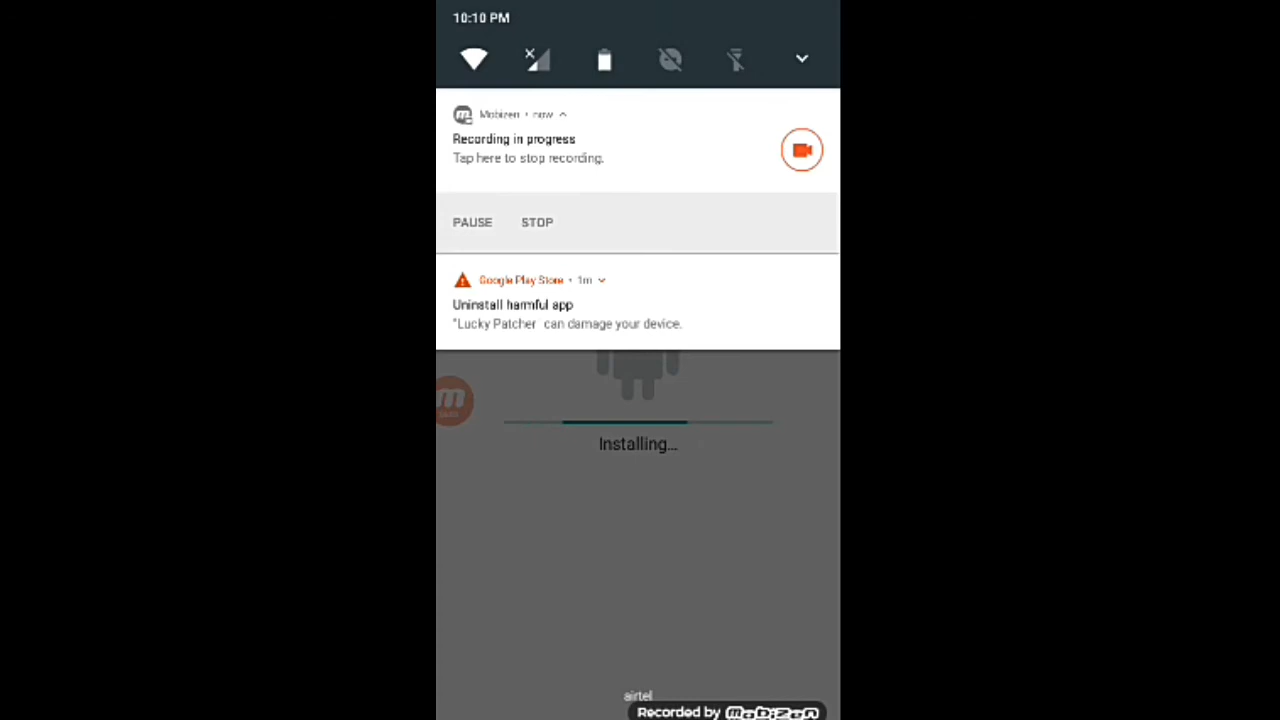 10:10 PM
Mobizen • now
Recording in progress
Tap here to stop recording.
PAUSE STOP
Google Play Store • 1m
Uninstall harmful app
"Lucky Patcher" can damage your device.
Installing...
airtel
Recorded by mobizen